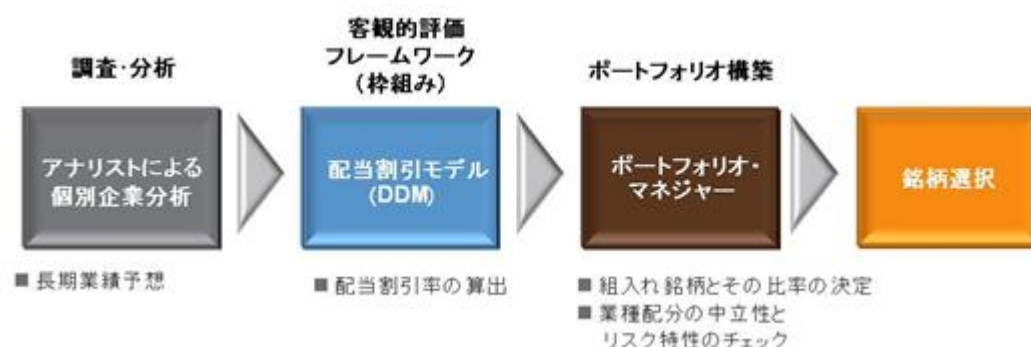 調査・分析
アナリストによる
個別企業分析
■ 長期業績予想
客観的評価
フレームワーク
(枠組み)
配当割引モデル
(DDM)
■ 配当割引率の算出
ポートフォリオ構築
ポートフォリオ・
マネジャー
■ 組入れ銘柄とその比率の決定
■ 業種配分の中立性と
リスク特性のチェック
銘柄選択